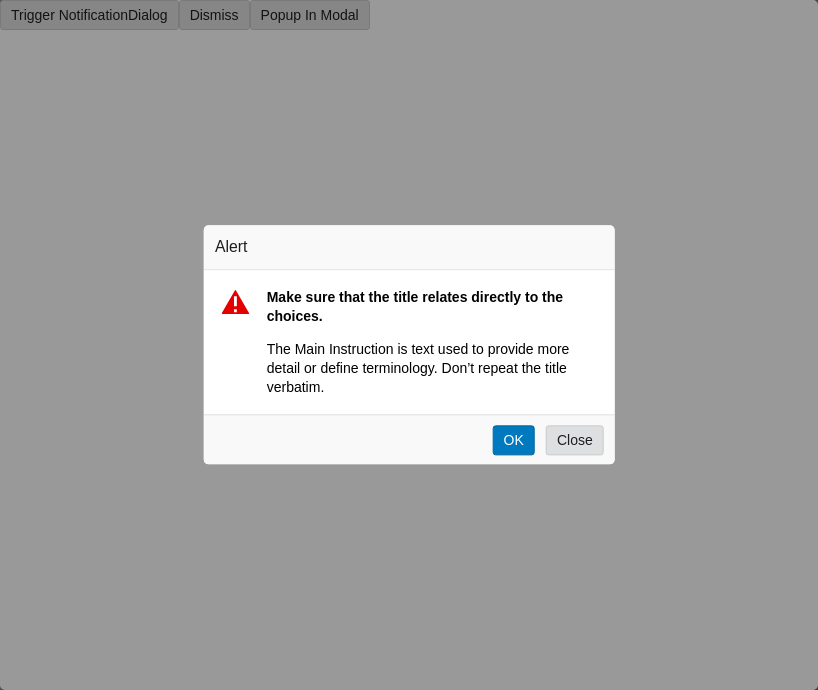 Trigger NotificationDialog Dismiss Popup In Modal
Alert
Make sure that the title relates directly to the
choices.
The Main Instruction is text used to provide more
detail or define terminology. Don’t repeat the title
verbatim.
OK Close